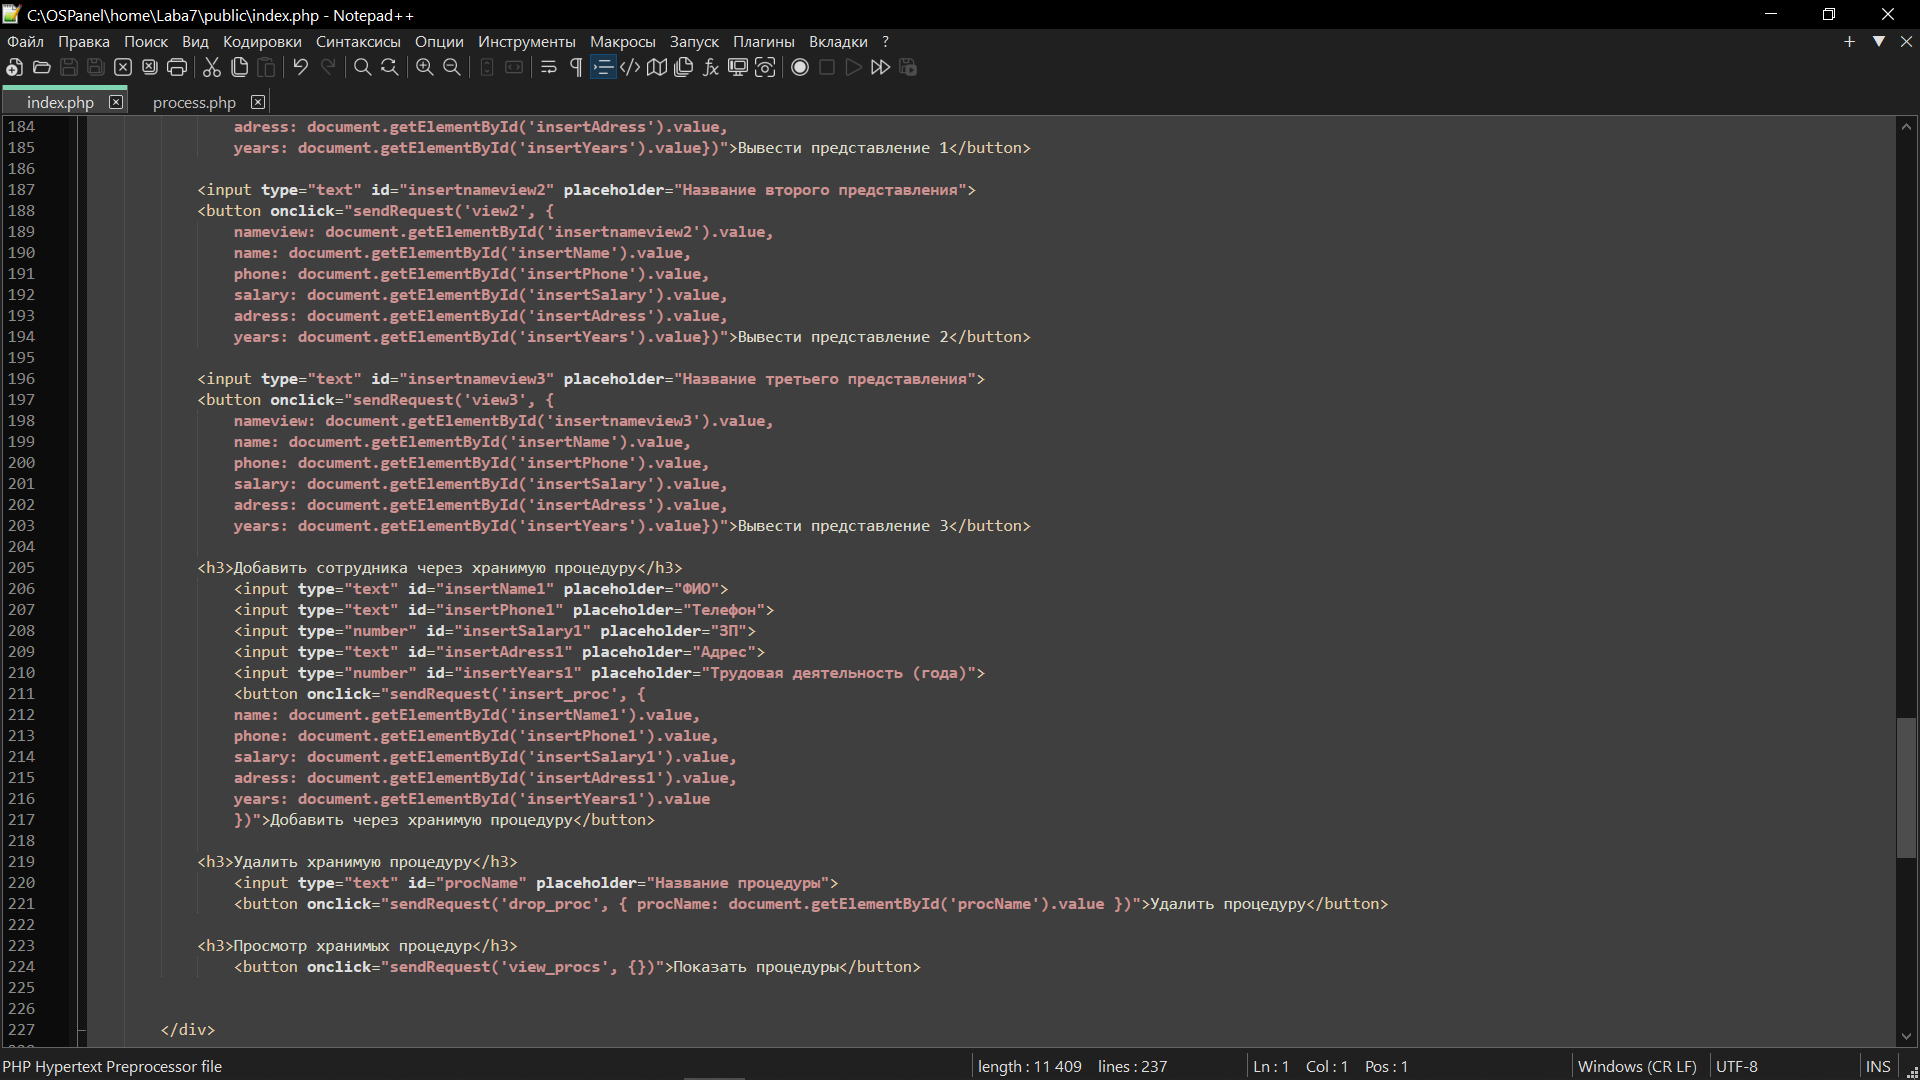 C:\OSPanel\home\Laba7\public\index.php - Notepad++
Файл Правка Поиск Вид Кодировки Синтаксисы Опции Инструменты Макросы Запуск Плагины Вкладки ?
index.php process.php
184 adress: document.getElementById('insertAdress').value,
185 years: document.getElementById('insertYears').value})">Вывести представление 1</button>
186
187 <input type="text" id="insertnameview2" placeholder="Название второго представления">
188 <button onclick="sendRequest('view2', {
189 nameview: document.getElementById('insertnameview2').value,
190 name: document.getElementById('insertName').value,
191 phone: document.getElementById('insertPhone').value,
192 salary: document.getElementById('insertSalary').value,
193 adress: document.getElementById('insertAdress').value,
194 years: document.getElementById('insertYears').value})">Вывести представление 2</button>
195
196 <input type="text" id="insertnameview3" placeholder="Название третьего представления">
197 <button onclick="sendRequest('view3', {
198 nameview: document.getElementById('insertnameview3').value,
199 name: document.getElementById('insertName').value,
200 phone: document.getElementById('insertPhone').value,
201 salary: document.getElementById('insertSalary').value,
202 adress: document.getElementById('insertAdress').value,
203 years: document.getElementById('insertYears').value})">Вывести представление 3</button>
204
205 <h3>Добавить сотрудника через хранимую процедуру</h3>
206 <input type="text" id="insertName1" placeholder="ФИО">
207 <input type="text" id="insertPhone1" placeholder="Телефон">
208 <input type="number" id="insertSalary1" placeholder="ЗП">
209 <input type="text" id="insertAdress1" placeholder="Адрес">
210 <input type="number" id="insertYears1" placeholder="Трудовая деятельность (года)">
211 <button onclick="sendRequest('insert_proc', {
212 name: document.getElementById('insertName1').value,
213 phone: document.getElementById('insertPhone1').value,
214 salary: document.getElementById('insertSalary1').value,
215 adress: document.getElementById('insertAdress1').value,
216 years: document.getElementById('insertYears1').value
217 })">Добавить через хранимую процедуру</button>
218
219 <h3>Удалить хранимую процедуру</h3>
220 <input type="text" id="procName" placeholder="Название процедуры">
221 <button onclick="sendRequest('drop_proc', { procName: document.getElementById('procName').value })">Удалить процедуру</button>
222
223 <h3>Просмотр хранимых процедур</h3>
224 <button onclick="sendRequest('view_procs', {})">Показать процедуры</button>
225
226
227 </div>
PHP Hypertext Preprocessor file length : 11 409 lines : 237 Ln : 1 Col : 1 Pos : 1 Windows (CR LF) UTF-8 INS